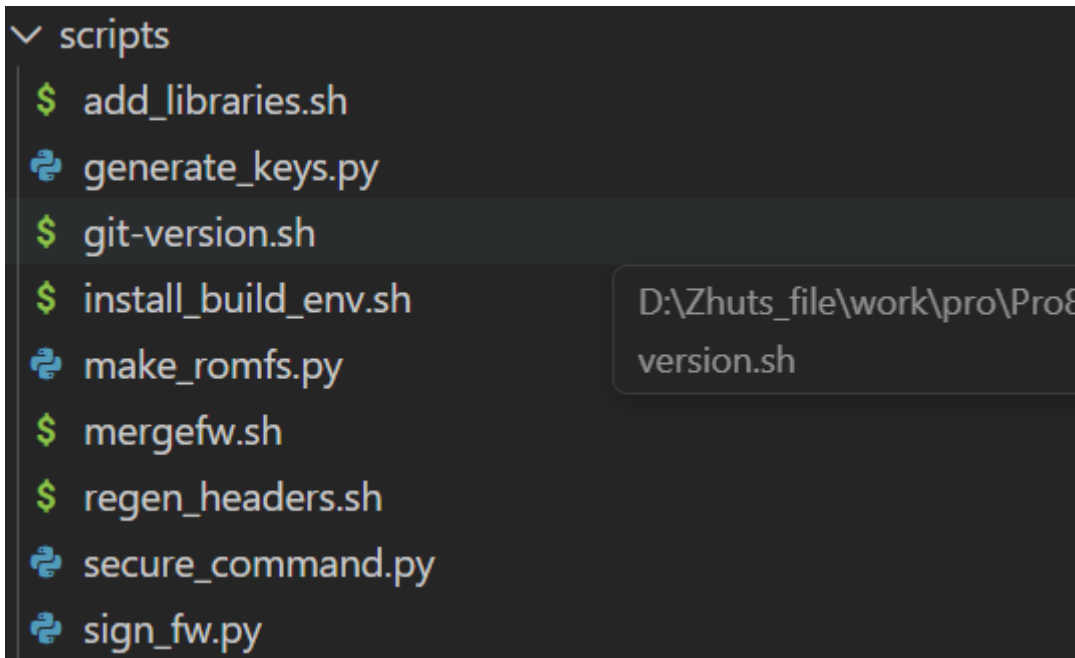 scripts
add_libraries.sh
generate_keys.py
git-version.sh
install_build_env.sh
D:\Zhuts_file\work\pro\Pro8
version.sh
make_romfs.py
mergefw.sh
regen_headers.sh
secure_command.py
sign_fw.py